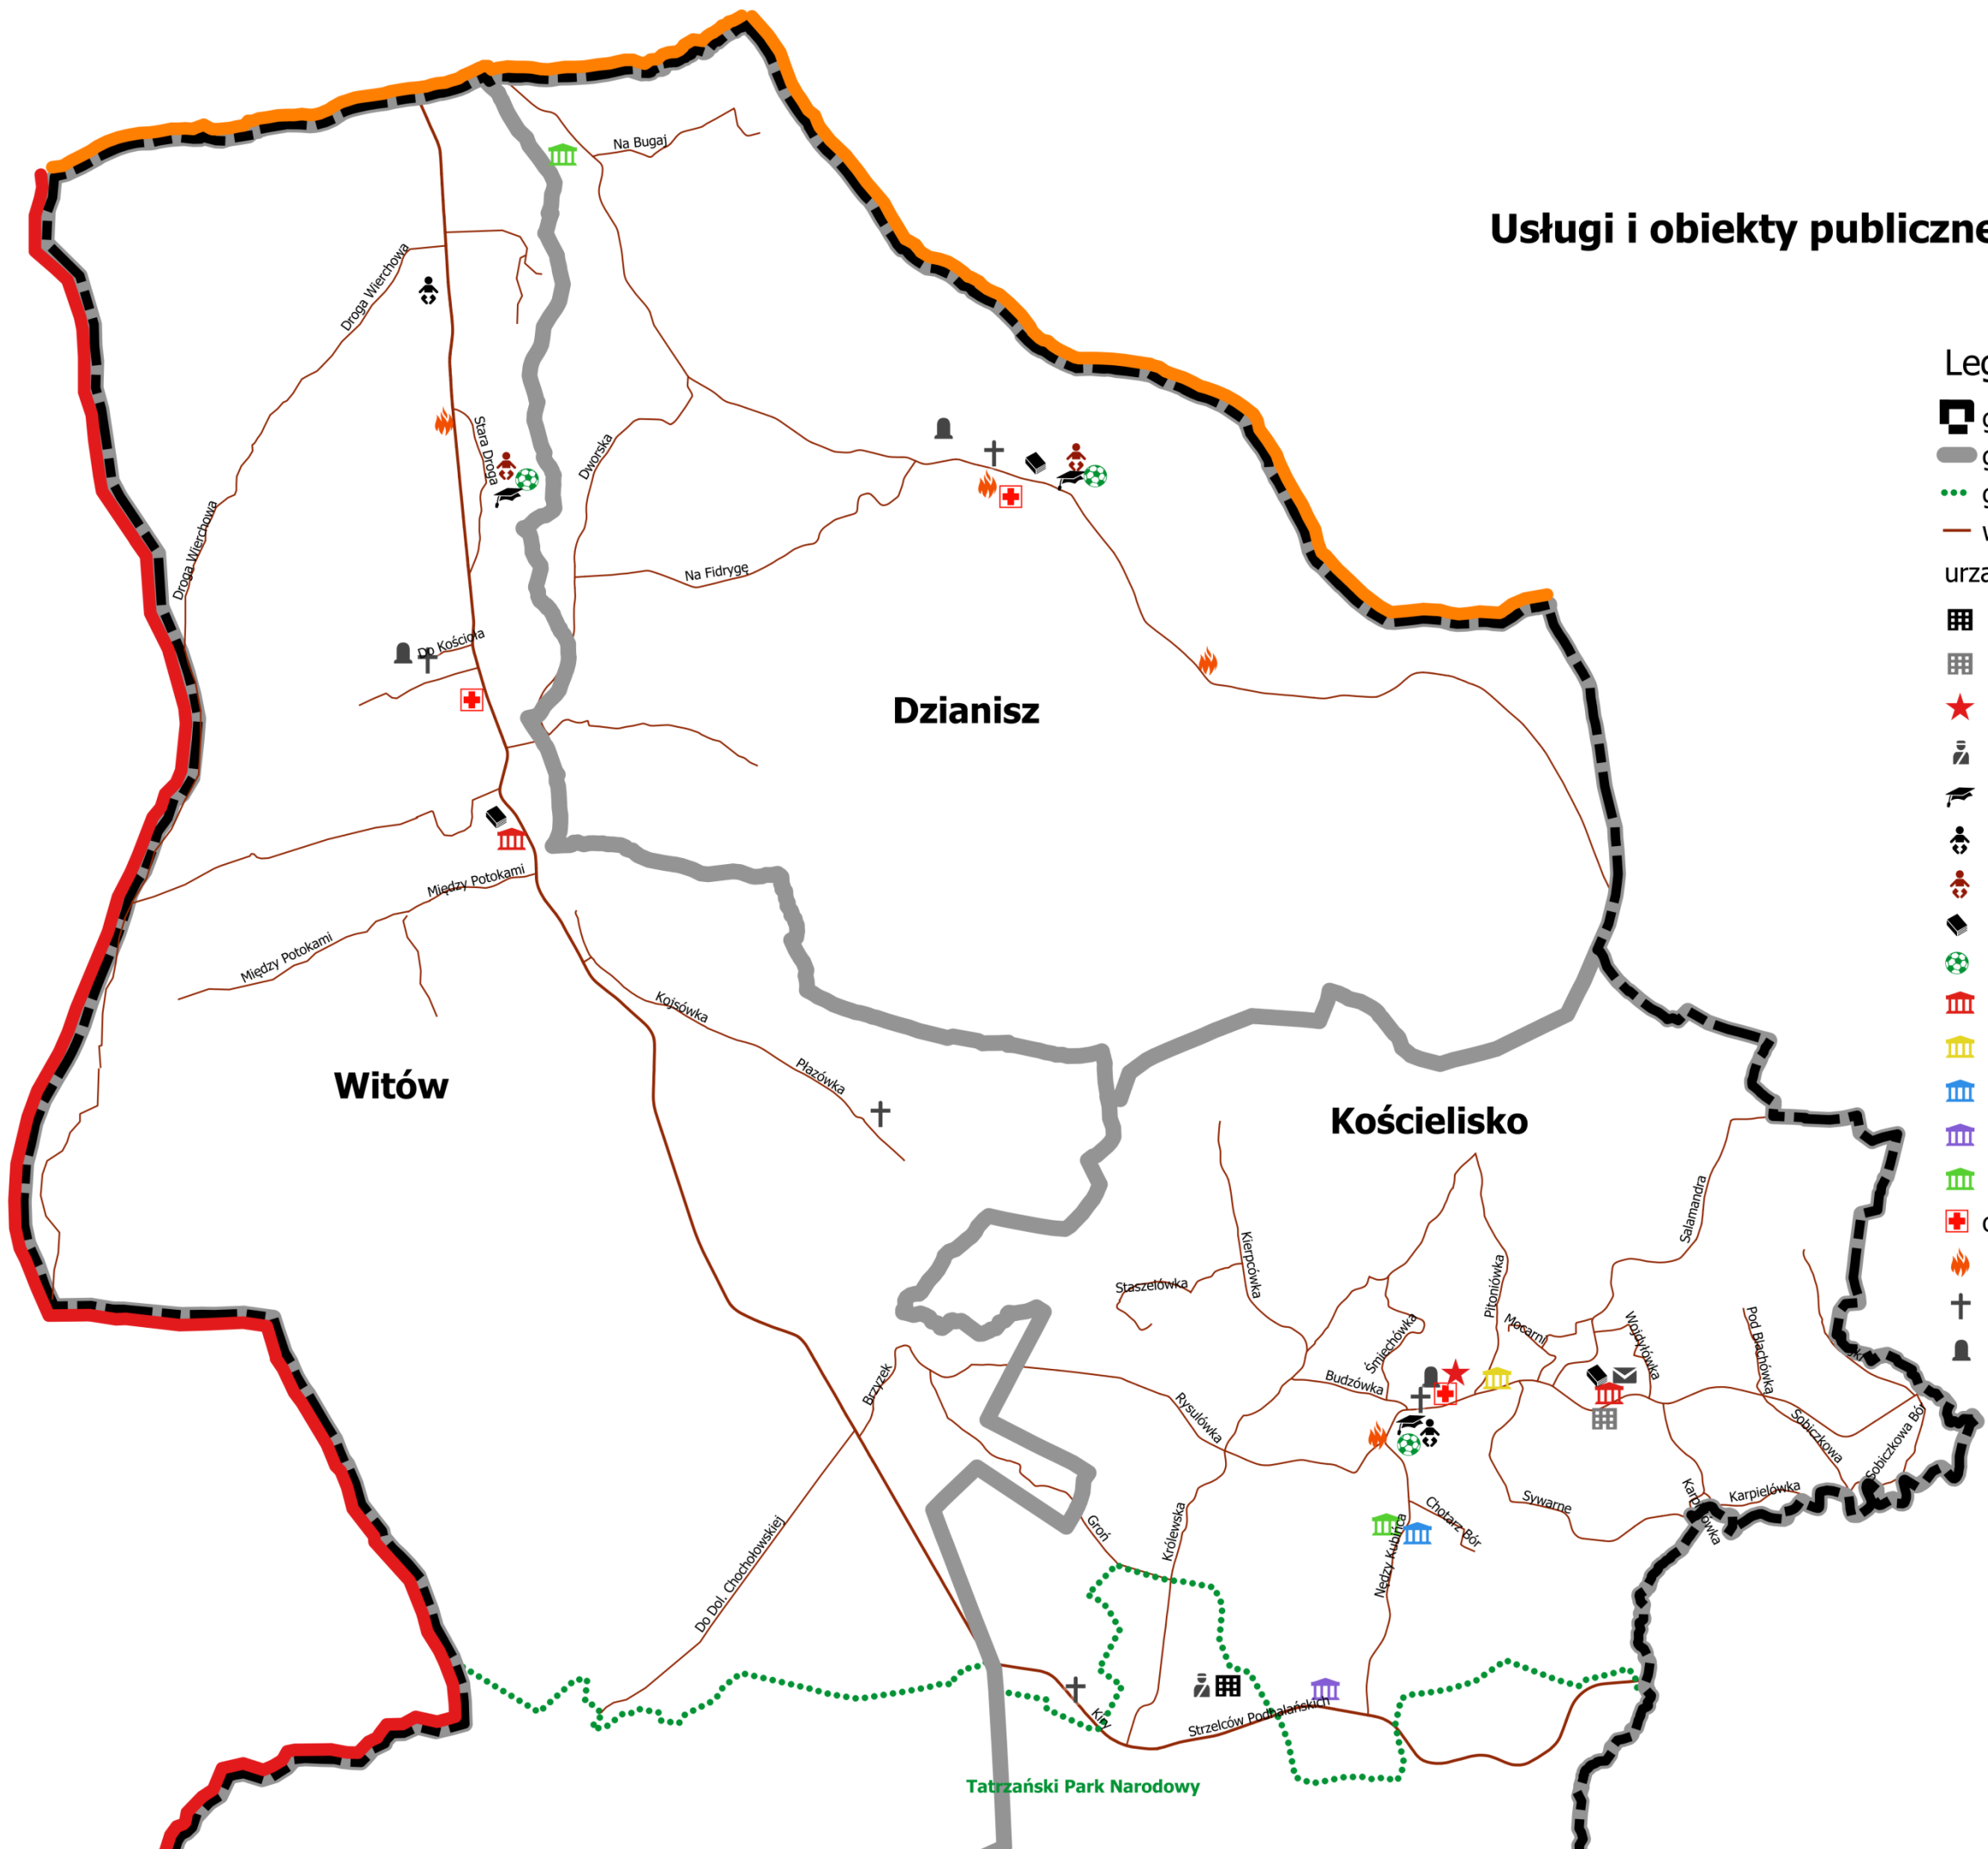 Na Bugaj
Usługi i obiekty publiczne
Droga Wierchowa
Leg
Stara Droga
Dworska
Droga Wierchowa
Na Fidrygę
urzą
Do Kościoła
Dzianisz
Między Potokami
Między Potokami
Kojsówka
Płazówka
Witów
Kościelisko
Salamandra
Kierpcówka
Staszelówka
Pitoniówka
Mocarni
Wojdyłówka
Pod Blachówką
Śmiechówka
Budzówka
Brzyzek
Rysulówka
Sobiczkowa
Sobiczkowa Bór
Karpielówka
Karpielówka
Sywarne
Chotarz Bór
Groń
Królewska
Nędzy Kubińca
Do Dol. Chochołowskiej
Kiry
Strzelców Podhalańskich
Tatrzański Park Narodowy